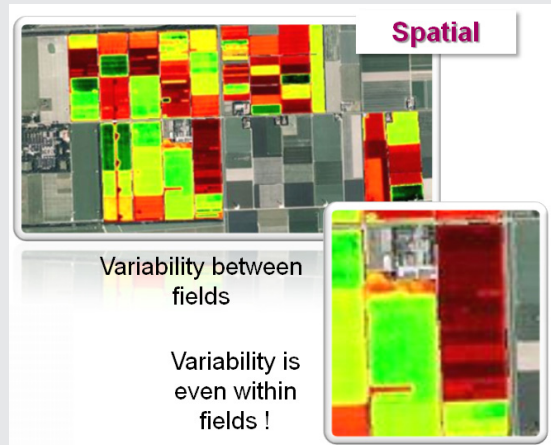 Spatial
Variability between
fields
Variability is
even within
fields !